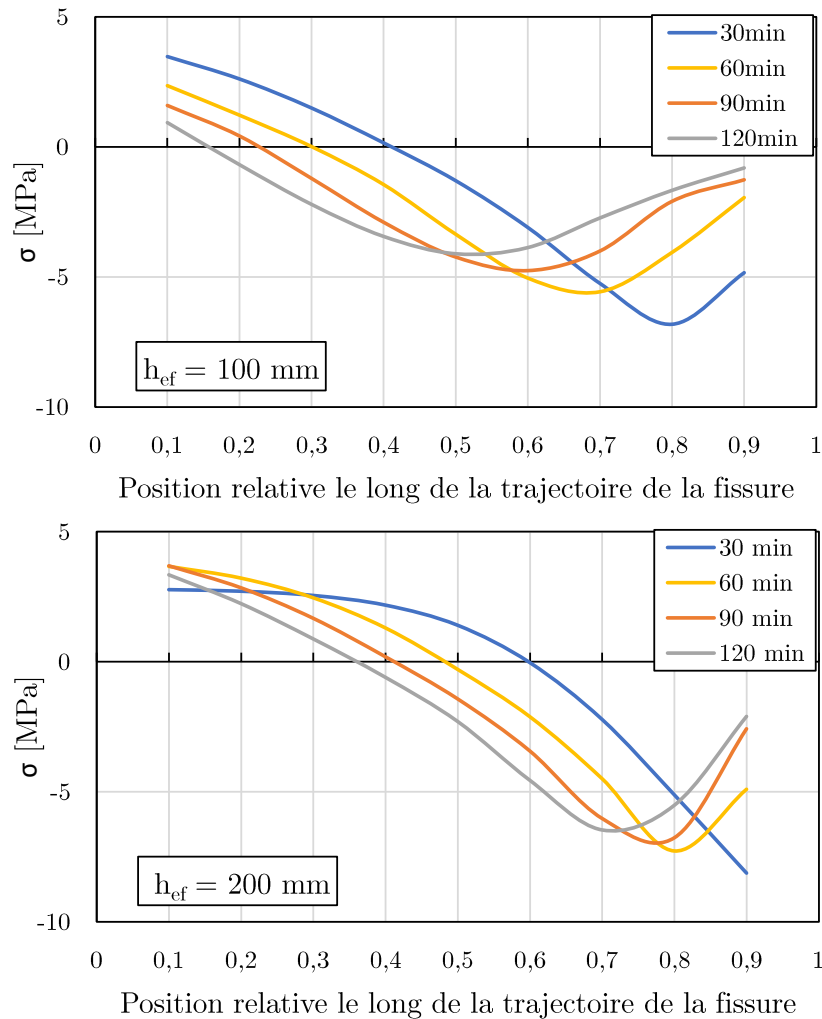 5
0
-5
-10
σ [MPa]
30min
60min
90min
120min
h_ef = 100 mm
0 0,1 0,2 0,3 0,4 0,5 0,6 0,7 0,8 0,9 1
Position relative le long de la trajectoire de la fissure
5
0
-5
-10
σ [MPa]
30 min
60 min
90 min
120 min
h_ef = 200 mm
0 0,1 0,2 0,3 0,4 0,5 0,6 0,7 0,8 0,9 1
Position relative le long de la trajectoire de la fissure